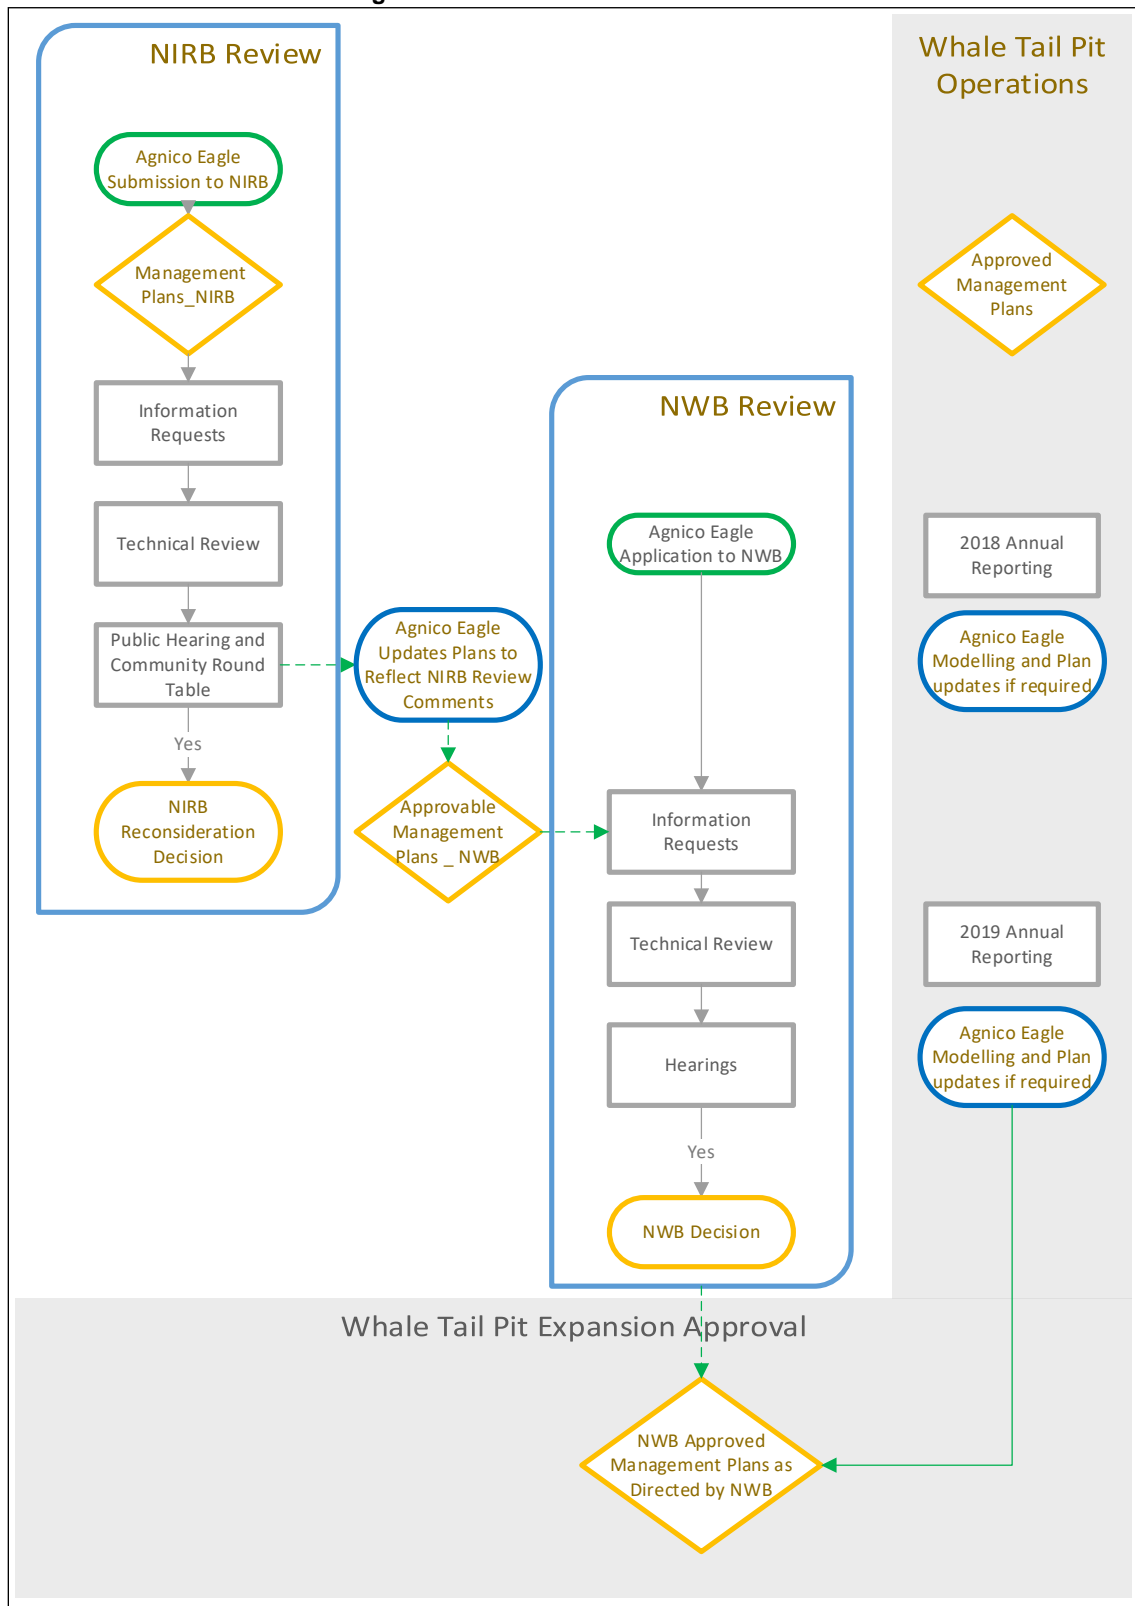 NIRB Review
Agnico Eagle
Submission to NIRB
Management
Plans_NIRB
Information
Requests
Technical Review
Public Hearing and
Community Round
Table
Yes
NIRB
Reconsideration
Decision
Agnico Eagle
Updates Plans to
Reflect NIRB Review
Comments
Approvable
Management
Plans _ NWB
NWB Review
Agnico Eagle
Application to NWB
Information
Requests
Technical Review
Hearings
Yes
NWB Decision
Whale Tail Pit
Operations
Approved
Management
Plans
2018 Annual
Reporting
Agnico Eagle
Modelling and Plan
updates if required
2019 Annual
Reporting
Agnico Eagle
Modelling and Plan
updates if required
Whale Tail Pit Expansion Approval
NWB Approved
Management Plans as
Directed by NWB